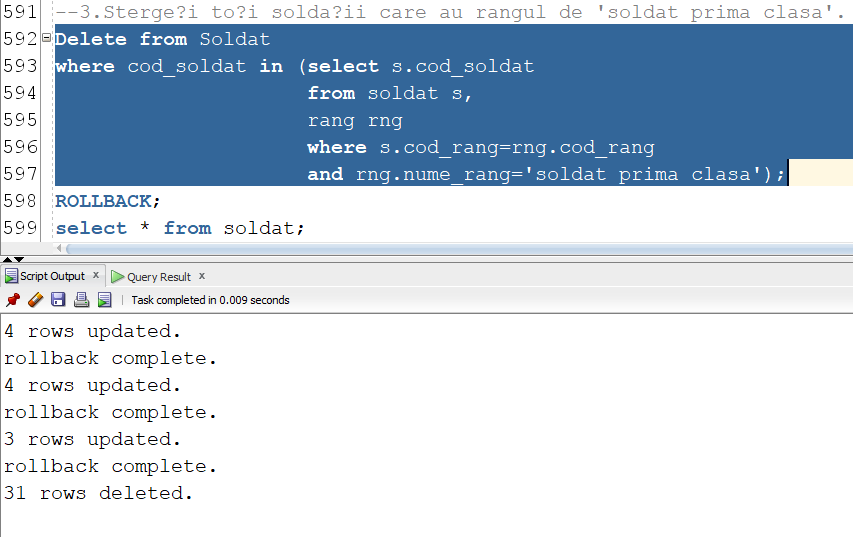 591 --3.Sterge?i to?i solda?ii care au rangul de 'soldat prima clasa'.
592 Delete from Soldat
593 where cod_soldat in (select s.cod_soldat
594 from soldat s,
595 rang rng
596 where s.cod_rang=rng.cod_rang
597 and rng.nume_rang='soldat prima clasa');
598 ROLLBACK;
599 select * from soldat;
Script Output x Query Result x
Task completed in 0.009 seconds
4 rows updated.
rollback complete.
4 rows updated.
rollback complete.
3 rows updated.
rollback complete.
31 rows deleted.